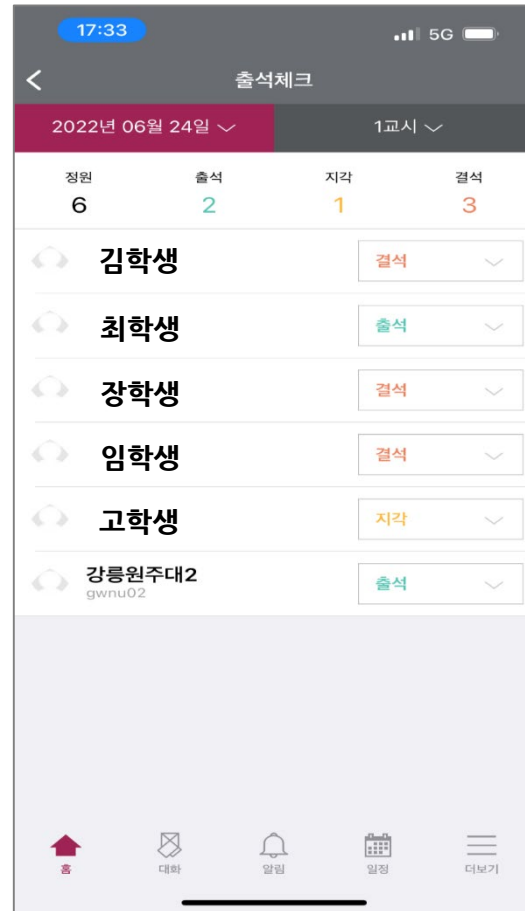 17:33 5G
출석체크
2022년 06월 24일 1교시
정원 출석 지각 결석
6 2 1 3
김학생 결석
최학생 출석
장학생 결석
임학생 결석
고학생 지각
강릉원주대2 출석
gwnu02
홈 대화 알림 일정 더보기